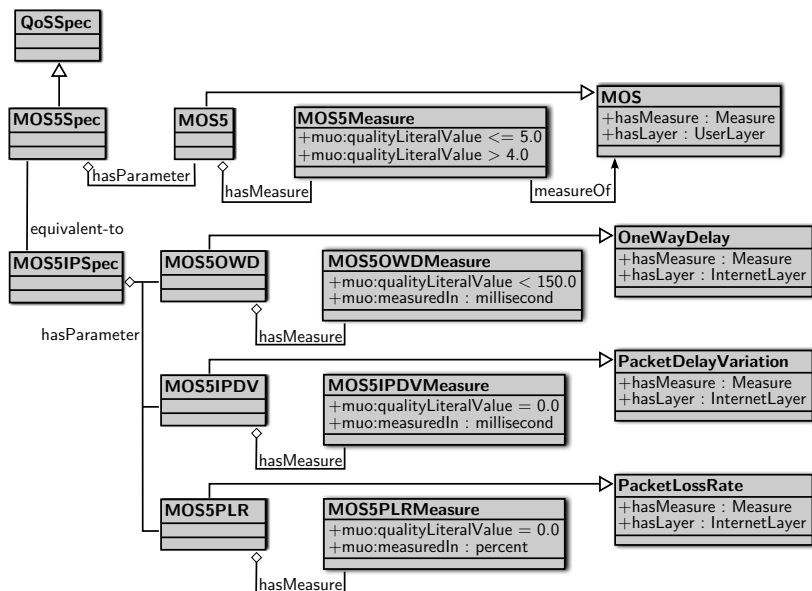 QoSSpec
MOS5Spec
MOS5
MOS5Measure
+muo:qualityLiteralValue <= 5.0
+muo:qualityLiteralValue > 4.0
MOS
+hasMeasure : Measure
+hasLayer : UserLayer
hasParameter
hasMeasure
measureOf
equivalent-to
MOS5IPSpec
hasParameter
MOS5OWD
MOS5OWDMeasure
+muo:qualityLiteralValue < 150.0
+muo:measuredIn : millisecond
OneWayDelay
+hasMeasure : Measure
+hasLayer : InternetLayer
hasMeasure
MOS5IPDV
MOS5IPDVMeasure
+muo:qualityLiteralValue = 0.0
+muo:measuredIn : millisecond
PacketDelayVariation
+hasMeasure : Measure
+hasLayer : InternetLayer
hasMeasure
MOS5PLR
MOS5PLRMeasure
+muo:qualityLiteralValue = 0.0
+muo:measuredIn : percent
PacketLossRate
+hasMeasure : Measure
+hasLayer : InternetLayer
hasMeasure